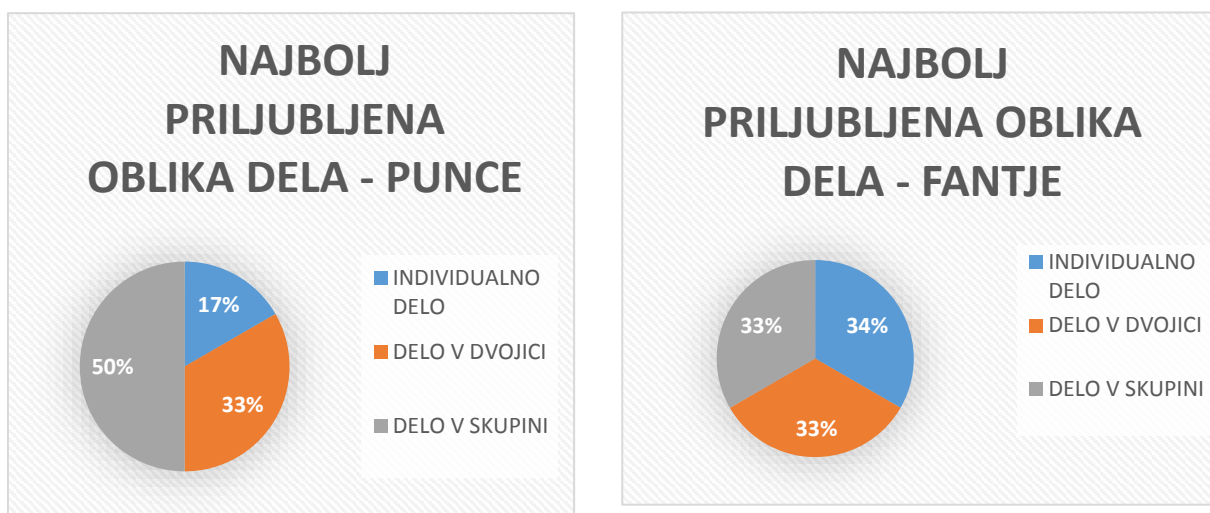 NAJBOLJ
PRILJUBLJENA
OBLIKA DELA - PUNCE
17%
33%
50%
INDIVIDUALNO
DELO
DELO V DVOJICI
DELO V SKUPINI
NAJBOLJ
PRILJUBLJENA OBLIKA
DELA - FANTJE
34%
33%
33%
INDIVIDUALNO
DELO
DELO V DVOJICI
DELO V SKUPINI